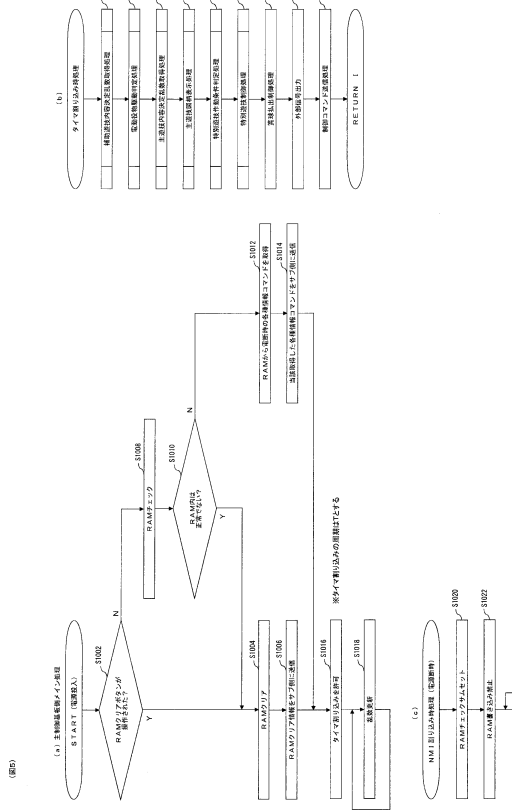 (図5)
(a) 主制御基板側メイン処理
START (電源投入)
S1002
RAMクリアボタンが
操作された?
N
Y
S1008
RAMチェック
S1010
RAM内は
正常でない?
N
Y
S1004
RAMクリア
S1006
RAMクリア情報をサブ側に送信
S1012
RAMから電断時の各種情報コマンドを取得
S1014
当該取得した各種情報コマンドをサブ側に送信
S1016
タイマ割り込みを許可
※タイマ割り込みの周期はTとする
S1018
乱数更新
(b)
タイマ割り込み時処理
補助遊技内容決定乱数取得処理
電動役物駆動判定処理
主遊技内容決定乱数取得処理
主遊技図柄表示処理
特別遊技作動条件判定処理
特別遊技制御処理
賞球払出制御処理
外部信号出力
制御コマンド送信処理
RETURN I
(c)
NMI割り込み時処理 (電源断時)
S1020
RAMチェックサムセット
S1022
RAM書き込み禁止